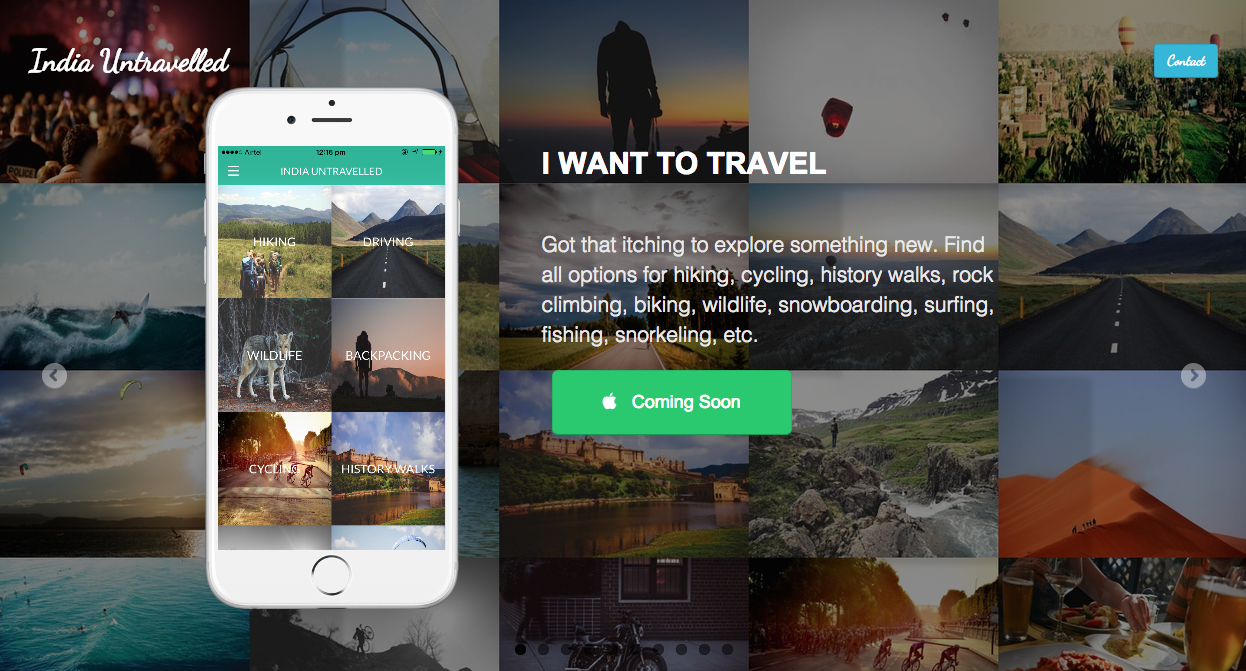 India Untravelled
Contact
●●●●○ Airtel 12:16 pm
INDIA UNTRAVELLED
HIKING DRIVING
WILDLIFE BACKPACKING
CYCLING HISTORY WALKS
I WANT TO TRAVEL
Got that itching to explore something new. Find
all options for hiking, cycling, history walks, rock
climbing, biking, wildlife, snowboarding, surfing,
fishing, snorkeling, etc.
Coming Soon
POLICE